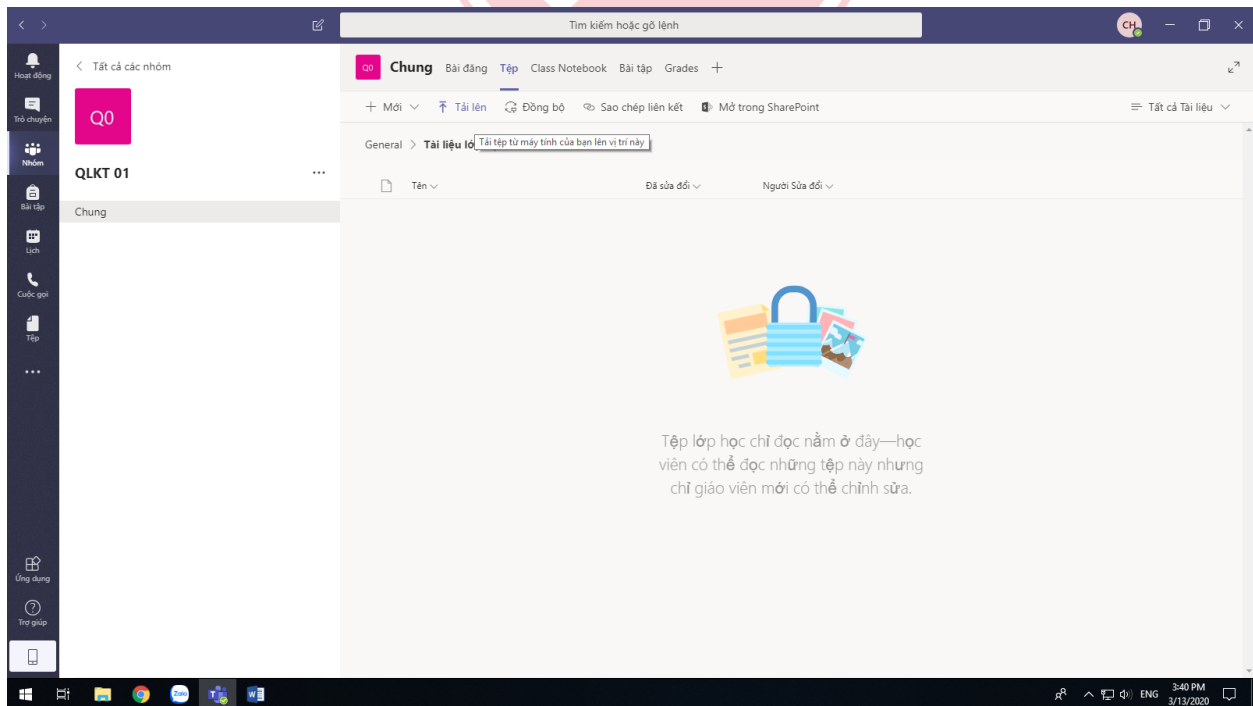 Tìm kiếm hoặc gõ lệnh
CH
Hoạt động
Trò chuyện
Nhóm
Bài tập
Lịch
Cuộc gọi
Tệp
Ứng dụng
Trợ giúp
Tất cả các nhóm
Q0
QLKT 01
Chung
Q0 Chung Bài đăng Tệp Class Notebook Bài tập Grades
Mới Tải lên Đồng bộ Sao chép liên kết Mở trong SharePoint Tất cả Tài liệu
General > Tài liệu
Tải tệp từ máy tính của bạn lên vị trí này
Tên Đã sửa đổi Người Sửa đổi
Tệp lớp học chỉ đọc nằm ở đây—học
viên có thể đọc những tệp này nhưng
chỉ giáo viên mới có thể chỉnh sửa.
Zalo
ENG
3:40 PM
3/13/2020